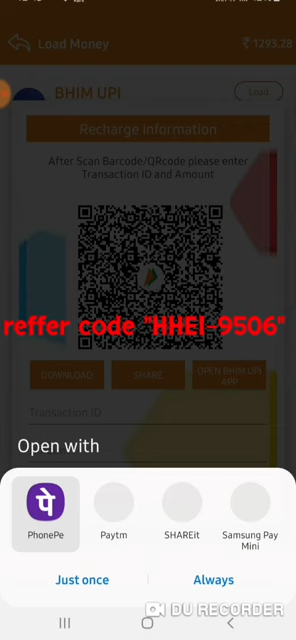 Load Money
₹ 1293.28
BHIM UPI
Load
Recharge Information
After Scan Barcode/QRcode please enter
Transaction ID and Amount
reffer code "HHEI-9506"
DOWNLOAD
SHARE
OPEN BHIM UPI
APP
Transaction ID
Open with
पे
PhonePe
Paytm
SHAREit
Samsung Pay
Mini
Just once
Always
DU RECORDER